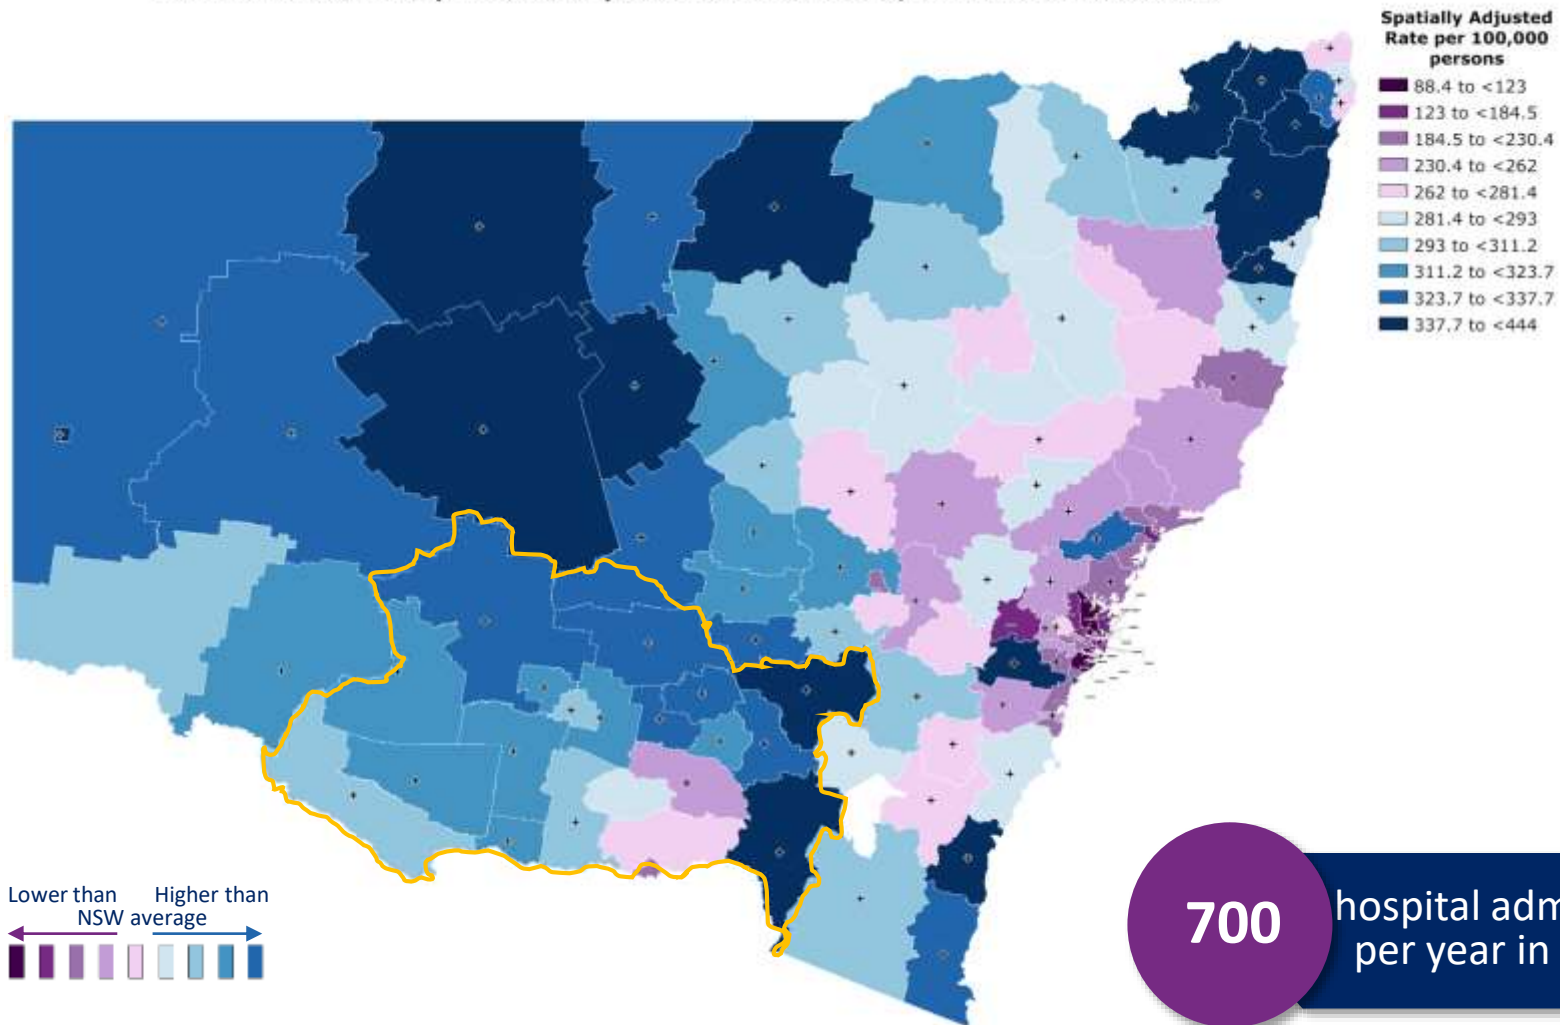 Spatially Adjusted
Rate per 100,000
persons
88.4 to <123
123 to <184.5
184.5 to <230.4
230.4 to <262
262 to <281.4
281.4 to <293
293 to <311.2
311.2 to <323.7
323.7 to <337.7
337.7 to <444
Lower than Higher than
NSW average
700
hospital adm
per year in